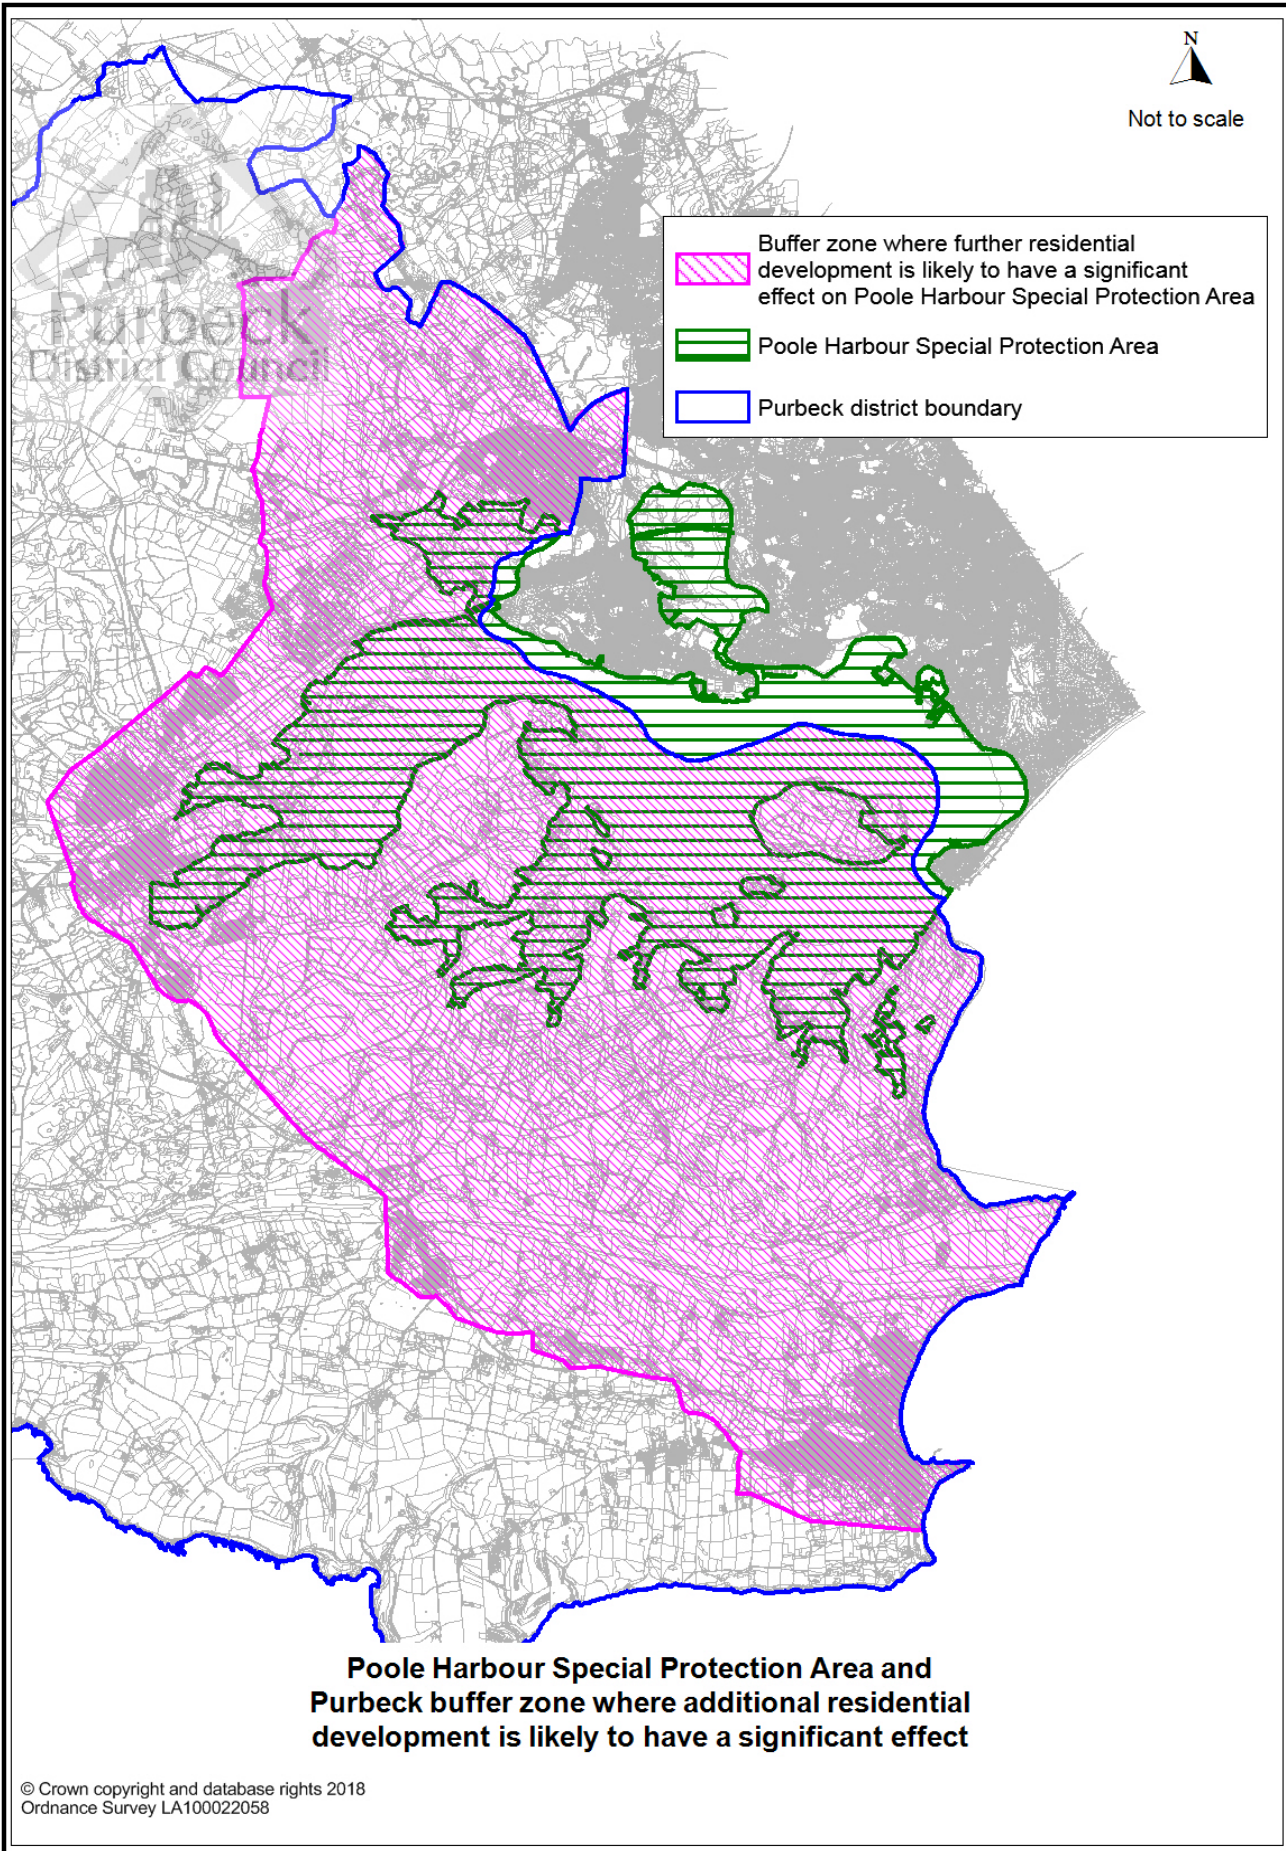 N
Not to scale
Buffer zone where further residential
development is likely to have a significant
effect on Poole Harbour Special Protection Area
Poole Harbour Special Protection Area
Purbeck district boundary
Purbeck
District Council
Poole Harbour Special Protection Area and
Purbeck buffer zone where additional residential
development is likely to have a significant effect
© Crown copyright and database rights 2018
Ordnance Survey LA100022058